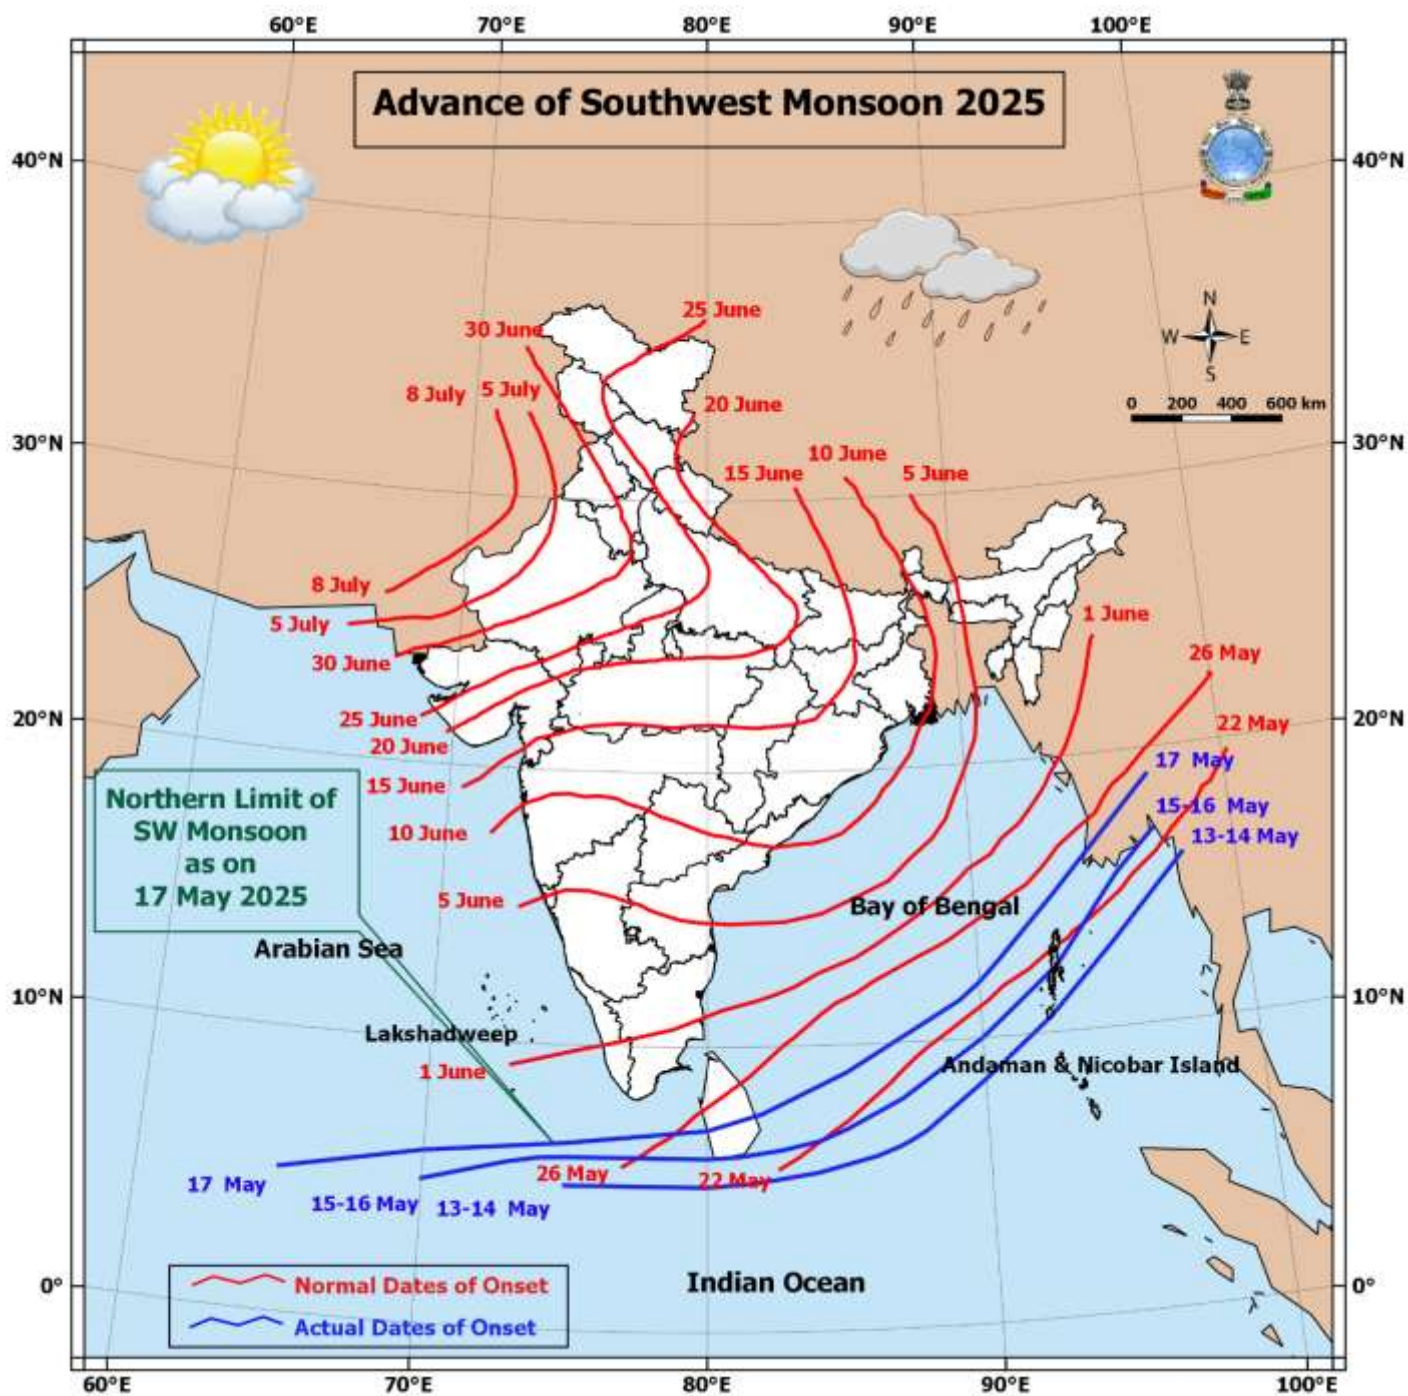 60°E 70°E 80°E 90°E 100°E
Advance of Southwest Monsoon 2025
40°N 40°N
N
W E
S
25 June
30 June
8 July 5 July
20 June
0 200 400 600 km
30°N 30°N
10 June
15 June 5 June
8 July
5 July
1 June
30 June
26 May
25 June
20°N 20°N
22 May
20 June
17 May
15 June
15-16 May
10 June
13-14 May
Northern Limit of
SW Monsoon
as on
17 May 2025
5 June
Bay of Bengal
Arabian Sea
10°N 10°N
Lakshadweep
1 June
Andaman & Nicobar Island
26 May
22 May
17 May
15-16 May
13-14 May
0° 0°
Indian Ocean
Normal Dates of Onset
Actual Dates of Onset
60°E 70°E 80°E 90°E 100°E